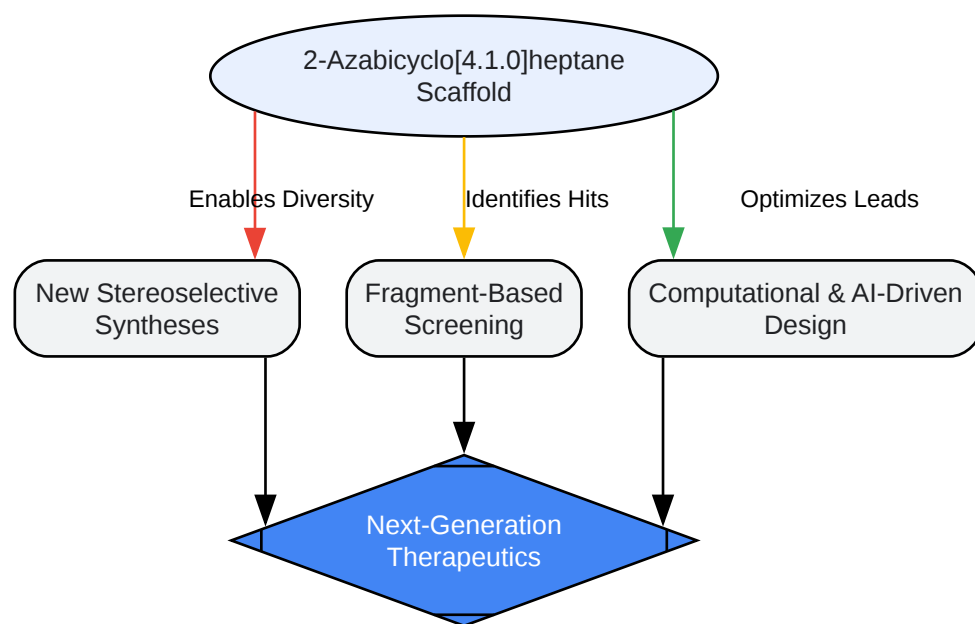 2-Azabicyclo[4.1.0]heptane
Scaffold
Enables Diversity
Identifies Hits
Optimizes Leads
New Stereoselective
Syntheses
Fragment-Based
Screening
Computational & AI-Driven
Design
Next-Generation
Therapeutics